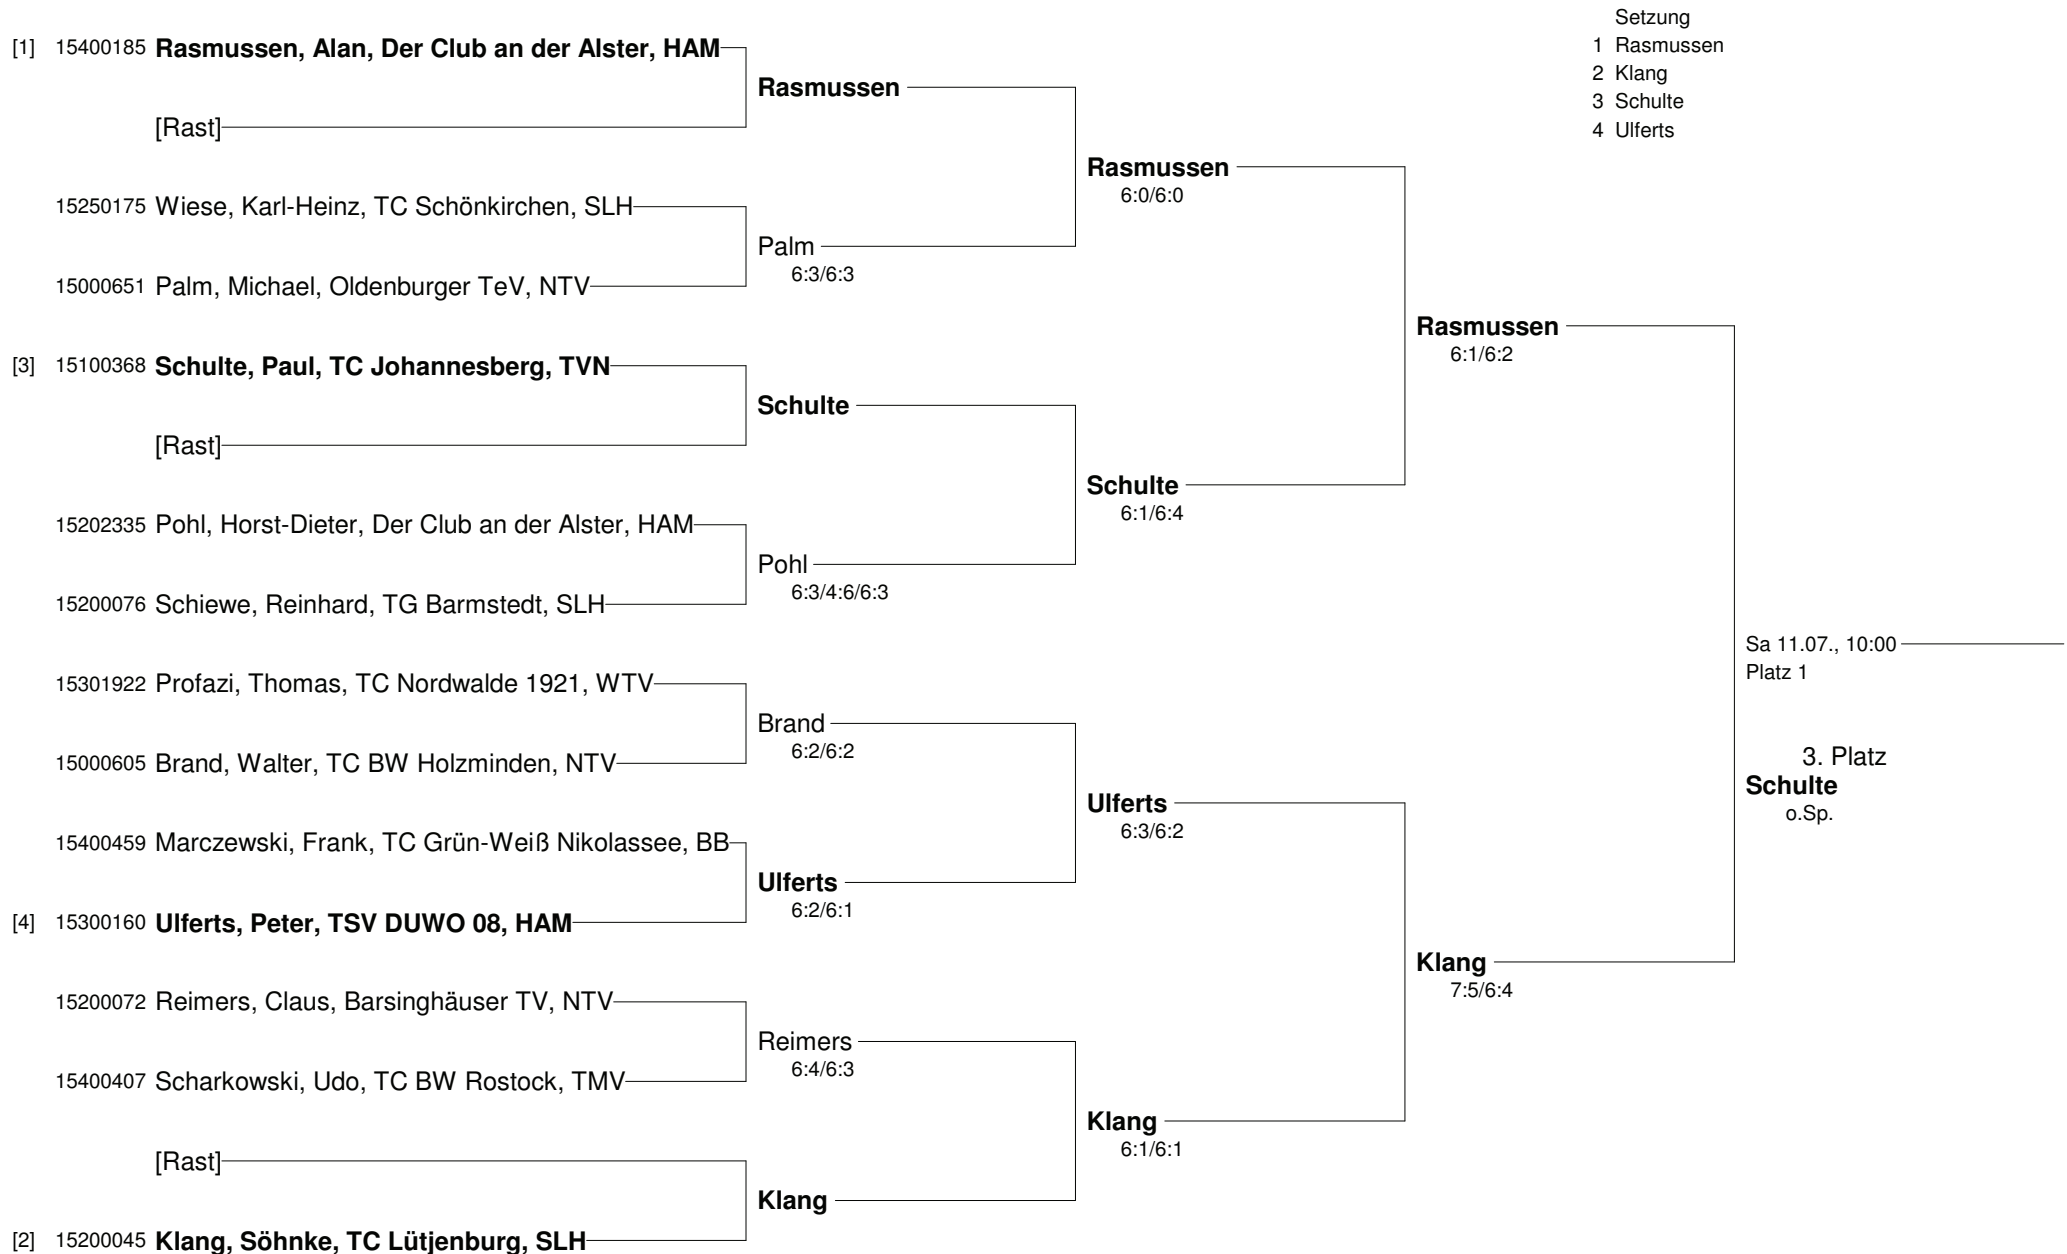 Setzung
1 Rasmussen
2 Klang
3 Schulte
4 Ulferts
[1] 15400185 Rasmussen, Alan, Der Club an der Alster, HAM
[Rast]
15250175 Wiese, Karl-Heinz, TC Schönkirchen, SLH
15000651 Palm, Michael, Oldenburger TeV, NTV
[3] 15100368 Schulte, Paul, TC Johannesberg, TVN
[Rast]
15202335 Pohl, Horst-Dieter, Der Club an der Alster, HAM
15200076 Schiewe, Reinhard, TG Barmstedt, SLH
15301922 Profazi, Thomas, TC Nordwalde 1921, WTV
15000605 Brand, Walter, TC BW Holzminden, NTV
15400459 Marczewski, Frank, TC Grün-Weiß Nikolassee, BB
[4] 15300160 Ulferts, Peter, TSV DUWO 08, HAM
15200072 Reimers, Claus, Barsinghäuser TV, NTV
15400407 Scharkowski, Udo, TC BW Rostock, TMV
[Rast]
[2] 15200045 Klang, Söhnke, TC Lütjenburg, SLH
Rasmussen
Palm
6:3/6:3
Schulte
Pohl
6:3/4:6/6:3
Brand
6:2/6:2
Ulferts
6:2/6:1
Reimers
6:4/6:3
Klang
Rasmussen
6:0/6:0
Schulte
6:1/6:4
Ulferts
6:3/6:2
Klang
6:1/6:1
Rasmussen
6:1/6:2
Klang
7:5/6:4
Sa 11.07., 10:00
Platz 1
3. Platz
Schulte
o.Sp.